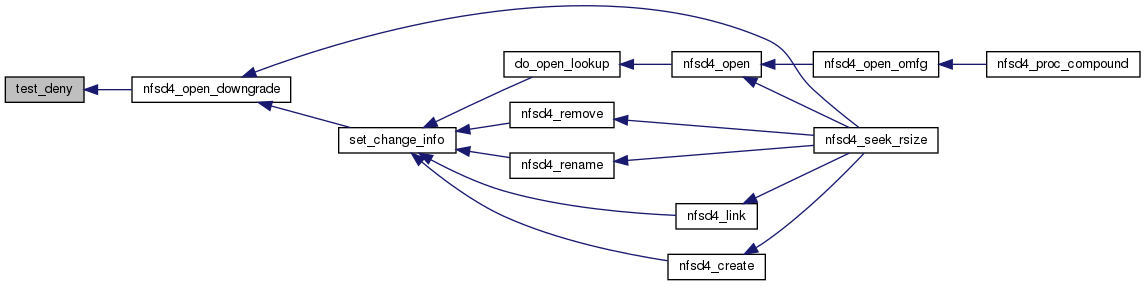 test_deny
nfsd4_open_downgrade
set_change_info
do_open_lookup
nfsd4_remove
nfsd4_rename
nfsd4_link
nfsd4_create
nfsd4_open
nfsd4_open_omfg
nfsd4_proc_compound
nfsd4_seek_rsize